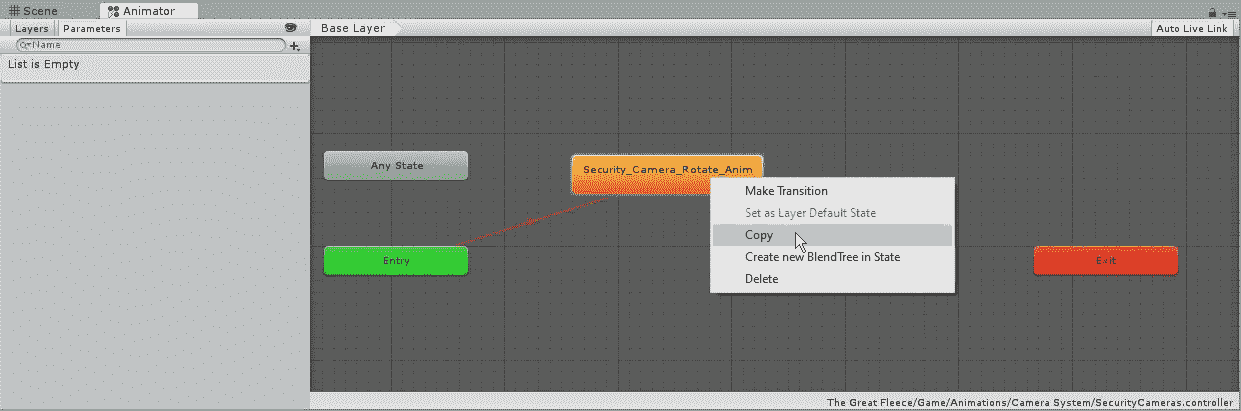 Scene
Animator
Layers
Parameters
Base Layer
Auto Live Link
Name
List is Empty
Any State
Security_Camera_Rotate_Anim
Make Transition
Set as Layer Default State
Copy
Create new BlendTree in State
Delete
Entry
Exit
The Great Fleece/Game/Animations/Camera System/SecurityCameras.controller